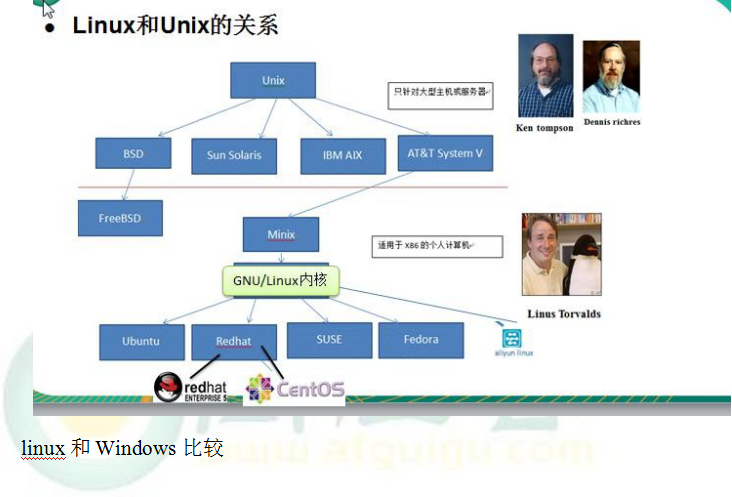 Linux和Unix的关系
Unix
只针对大型主机或服务器
Ken tompson
Dennis richres
BSD
Sun Solaris
IBM AIX
AT&T System V
FreeBSD
Minix
适用于 X86 的个人计算机
GNU/Linux内核
Linus Torvalds
Ubuntu
Redhat
SUSE
Fedora
aliyun linux
redhat
ENTERPRISE
CentOS
linux 和 Windows 比较
www.atguigu.com